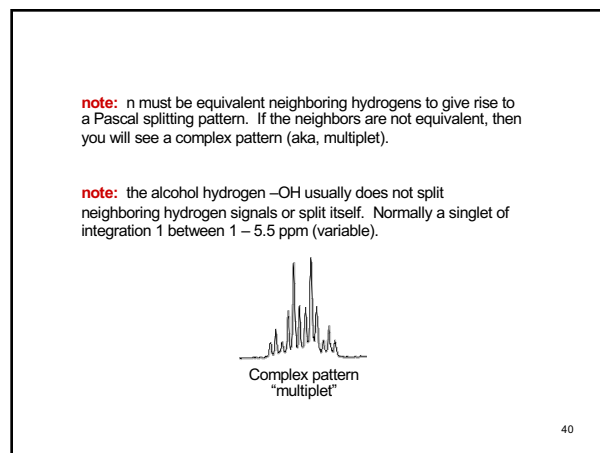 note: n must be equivalent neighboring hydrogens to give rise to
a Pascal splitting pattern. If the neighbors are not equivalent, then
you will see a complex pattern (aka, multiplet).
note: the alcohol hydrogen –OH usually does not split
neighboring hydrogen signals or split itself. Normally a singlet of
integration 1 between 1 – 5.5 ppm (variable).
Complex pattern
“multiplet”
40